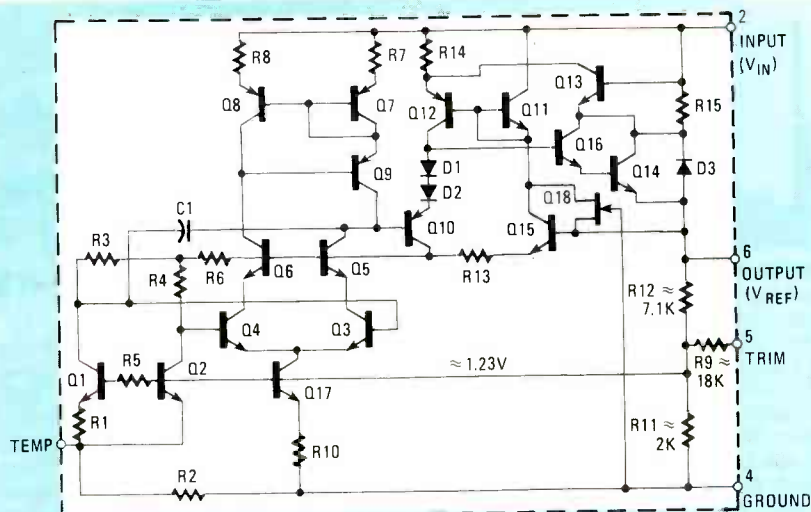 2
INPUT
(VIN)
R8
R7
R14
Q13
Q8
Q7
Q12
Q11
R15
Q16
Q14
D3
Q9
D1
D2
Q18
C1
Q10
Q15
R3
R6
Q6
Q5
R13
6
OUTPUT
(VREF)
R4
R12 ≈
7.1K
Q4
Q3
5
TRIM
R9 ≈
18K
≈1.23V
Q1
R5
Q2
Q17
R1
R11 ≈
2K
TEMP
R10
R2
4
GROUND